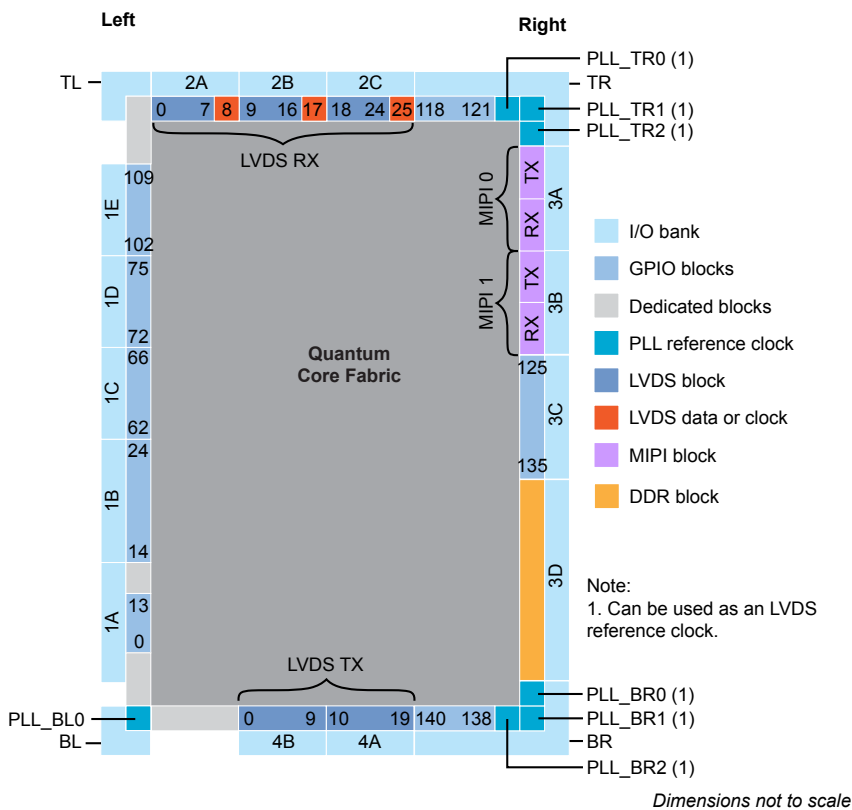 Left
Right
PLL_TR0 (1)
TL
2A
2B
2C
TR
0
7
8
9
16
17
18
24
25
118
121
PLL_TR1 (1)
PLL_TR2 (1)
LVDS RX
109
1E
102
75
1D
72
66
1C
62
24
1B
14
13
1A
0
MIPI 0
TX
RX
3A
MIPI 1
TX
RX
3B
125
3C
135
3D
Quantum
Core Fabric
I/O bank
GPIO blocks
Dedicated blocks
PLL reference clock
LVDS block
LVDS data or clock
MIPI block
DDR block
Note:
1. Can be used as an LVDS
reference clock.
LVDS TX
PLL_BR0 (1)
PLL_BL0
0
9
10
19
140
138
PLL_BR1 (1)
BL
4B
4A
BR
PLL_BR2 (1)
Dimensions not to scale